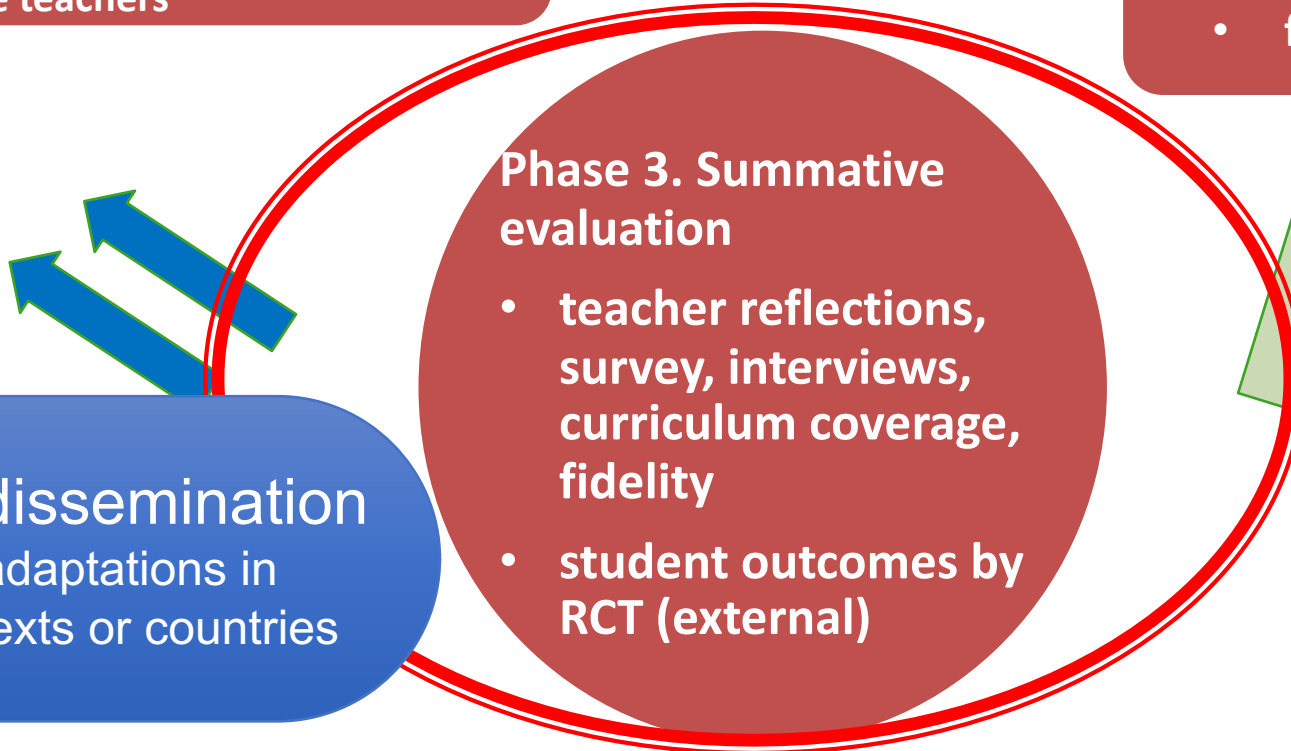 teachers
Phase 3. Summative
evaluation
• teacher reflections,
survey, interviews,
curriculum coverage,
fidelity
• student outcomes by
RCT (external)
dissemination
adaptations in
or countries